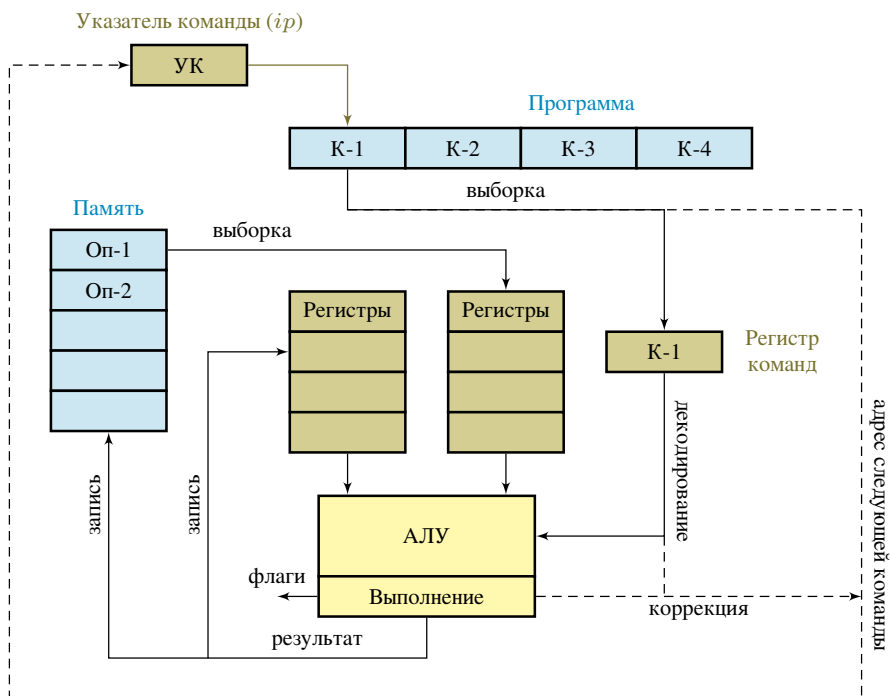 Указатель команды (ip)
УК
Программа
К-1 К-2 К-3 К-4
выборка
Память
Оп-1
выборка
Оп-2
Регистры
Регистры
К-1
Регистр
команд
декодирование
адрес следующей команды
запись
запись
АЛУ
флаги
Выполнение
коррекция
результат